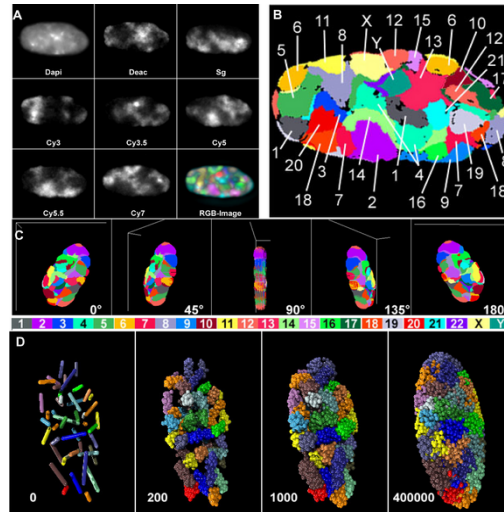 A
Dapi Deac Sg
Cy3 Cy3.5 Cy5
Cy5.5 Cy7 RGB-Image
B
11 X 12 15 6
6 8 Y 13 10
5 12
21
17
1
20 3 14 1 4 9 19
18 7 2 16 7 18
C
0° 45° 90° 135° 180°
1 2 3 4 5 6 7 8 9 10 11 12 13 14 15 16 17 18 19 20 21 22 X Y
D
0 200 1000 400000